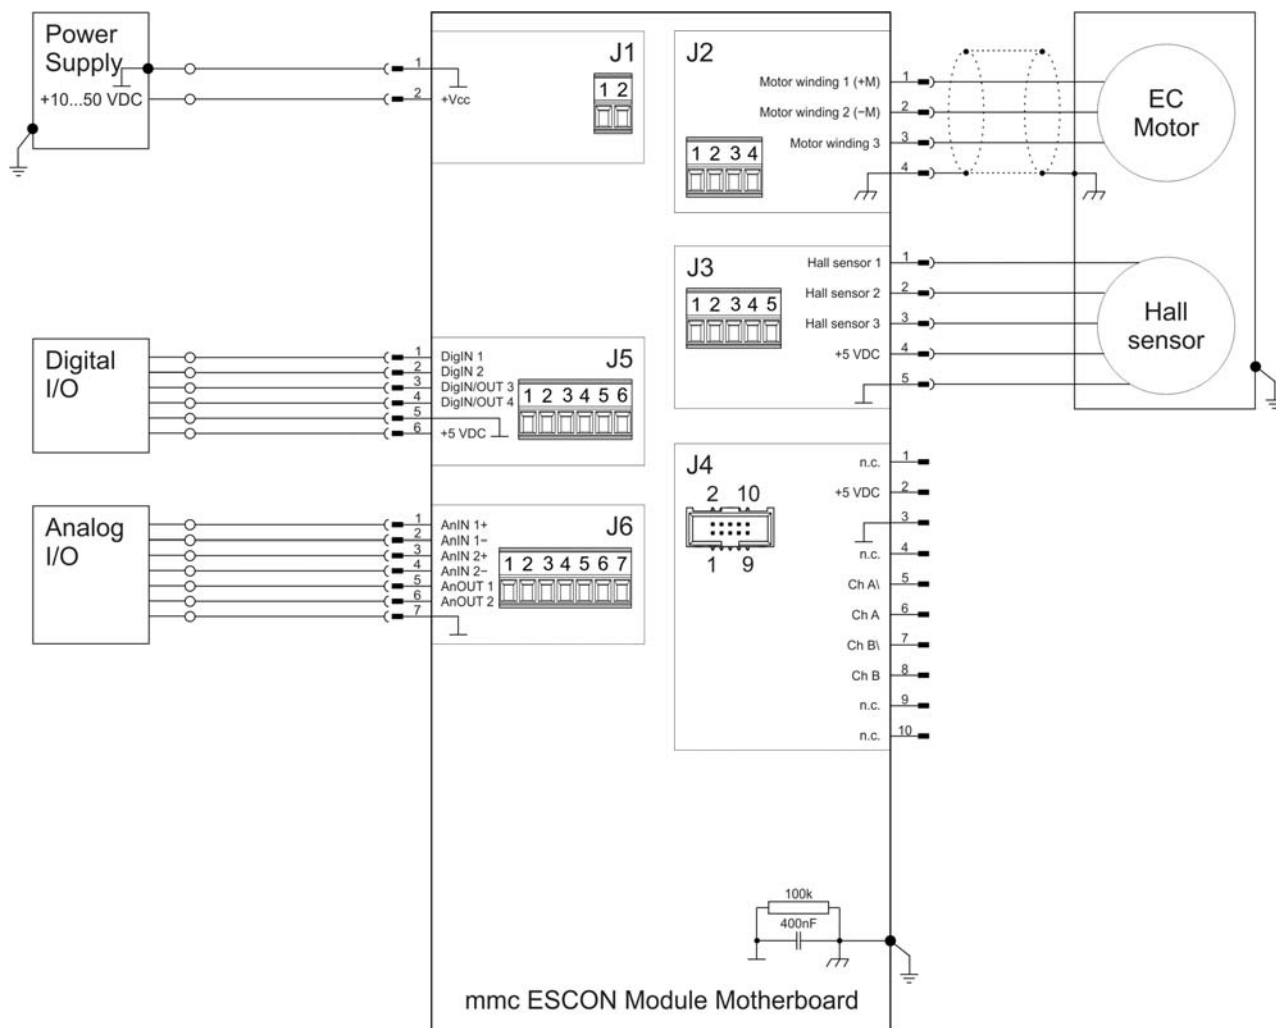 Power
Supply
+10...50 VDC
1
2
+Vcc
J1
1 2
J2
Motor winding 1 (+M)
1
Motor winding 2 (−M)
2
Motor winding 3
3
4
1 2 3 4
EC
Motor
J3
Hall sensor 1
1
Hall sensor 2
2
Hall sensor 3
3
+5 VDC
4
5
1 2 3 4 5
Hall
sensor
Digital
I/O
1
DigIN 1
2
DigIN 2
3
DigIN/OUT 3
4
DigIN/OUT 4
5
6
+5 VDC
J5
1 2 3 4 5 6
J4
2 10
1 9
n.c.
1
+5 VDC
2
3
n.c.
4
Ch A\
5
Ch A
6
Ch B\
7
Ch B
8
n.c.
9
n.c.
10
Analog
I/O
1
AnIN 1+
2
AnIN 1−
3
AnIN 2+
4
AnIN 2−
5
AnOUT 1
6
AnOUT 2
7
J6
1 2 3 4 5 6 7
100k
400nF
mmc ESCON Module Motherboard